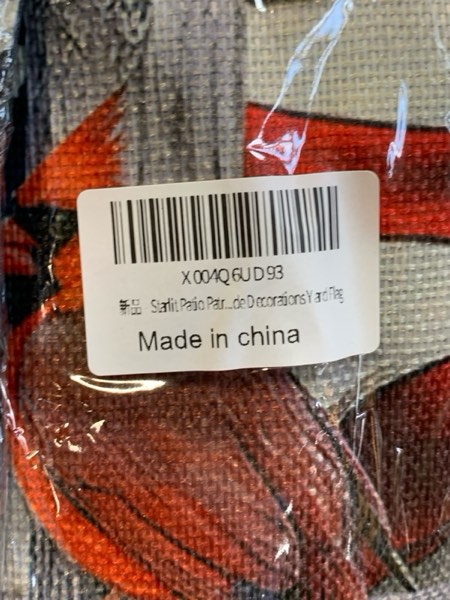 X004Q6UD93
新品 Starlit Patio Patr...de Decorations Yard Flag
Made in china